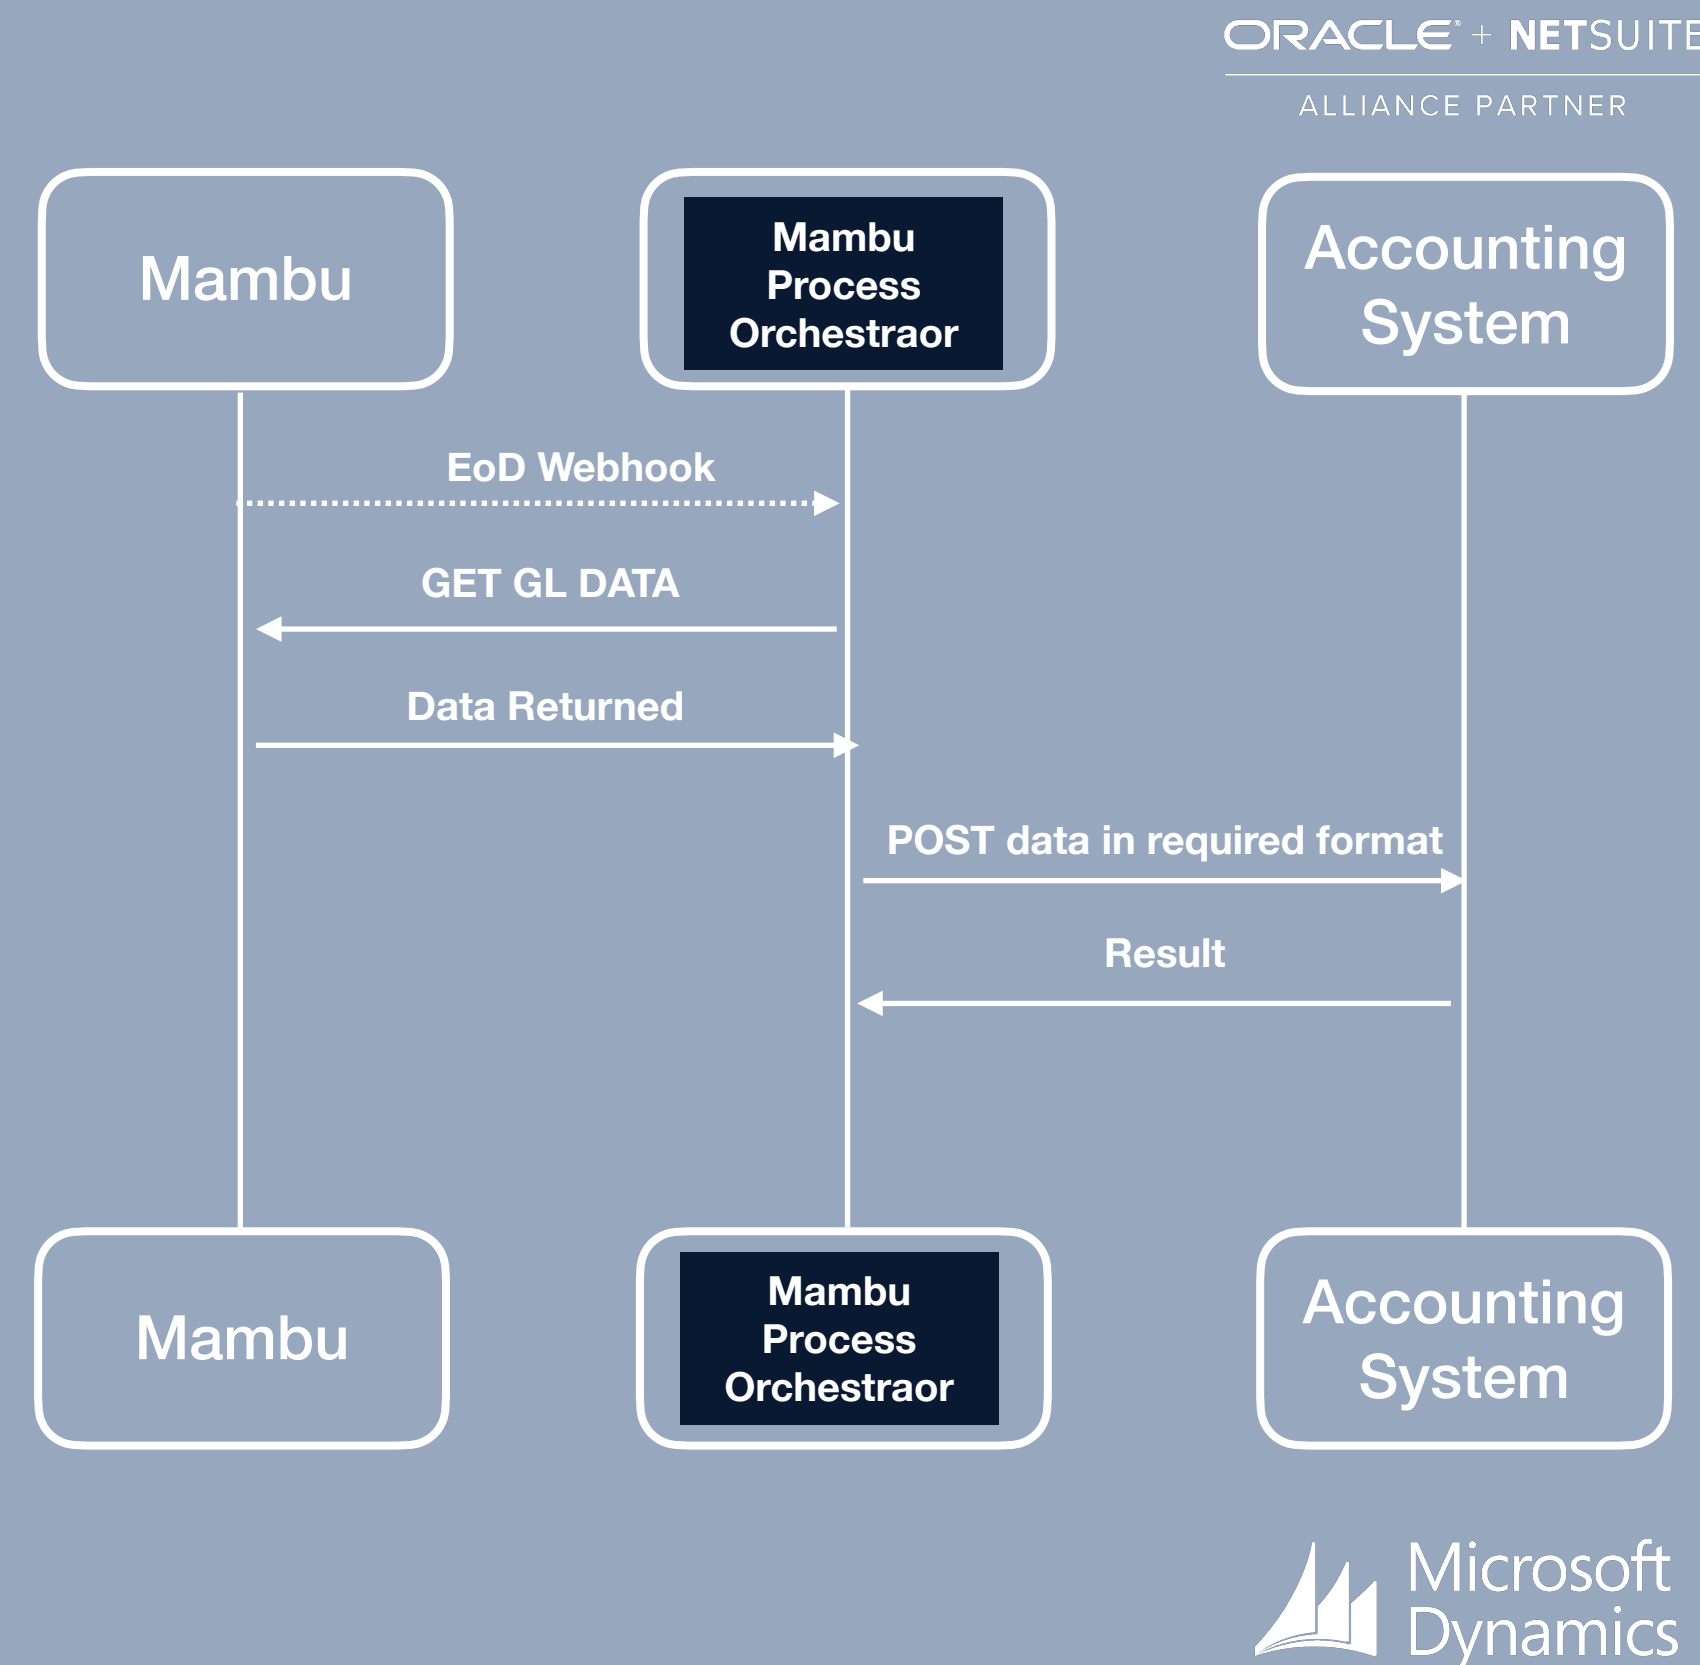 ORACLE® + NETSUITE
ALLIANCE PARTNER
Mambu
Mambu
Process
Orchestraor
Accounting
System
EoD Webhook
GET GL DATA
Data Returned
POST data in required format
Result
Mambu
Mambu
Process
Orchestraor
Accounting
System
Microsoft
Dynamics